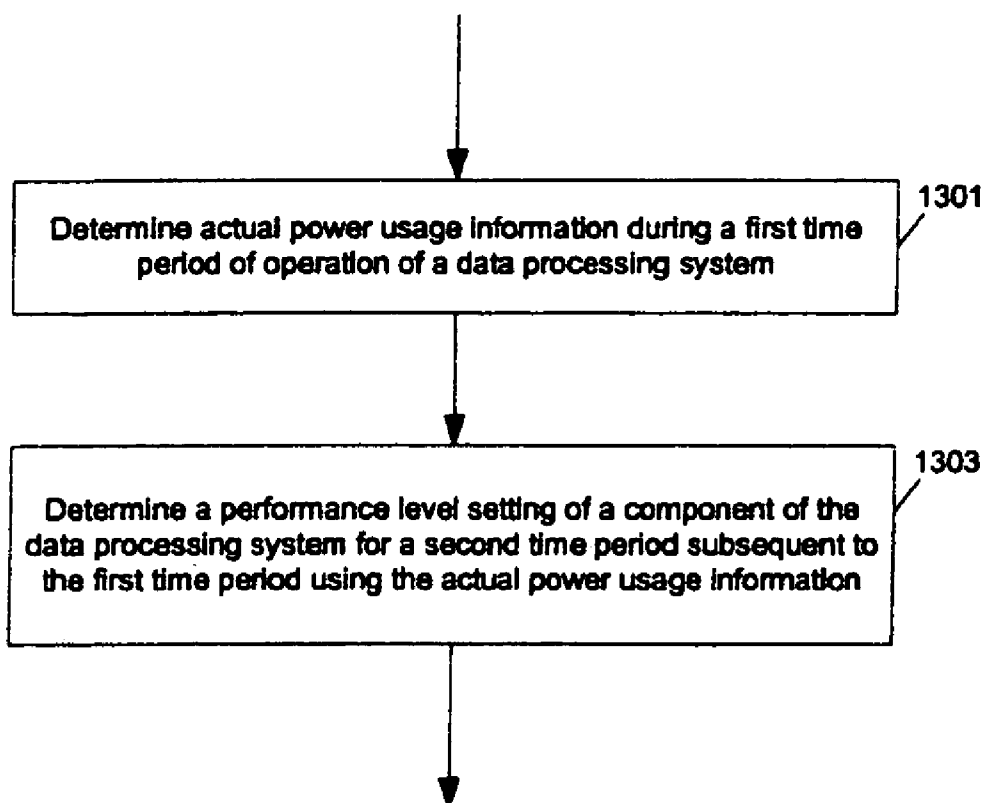 1301
Determine actual power usage information during a first time
period of operation of a data processing system
1303
Determine a performance level setting of a component of the
data processing system for a second time period subsequent to
the first time period using the actual power usage information